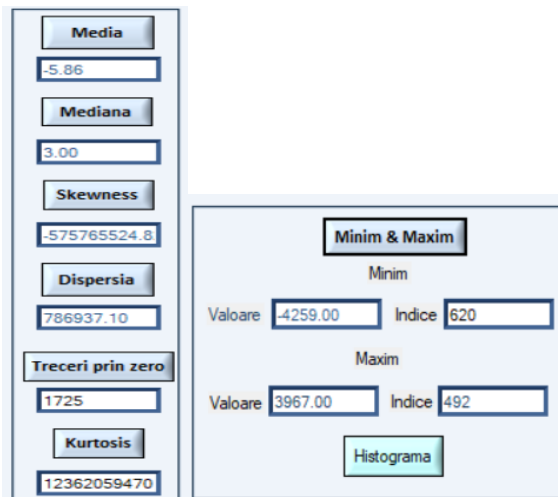 Media
-5.86
Mediana
3.00
Skewness
-575765524.8
Dispersia
786937.10
Treceri prin zero
1725
Kurtosis
12362059470
Minim & Maxim
Minim
Valoare -4259.00 Indice 620
Maxim
Valoare 3967.00 Indice 492
Histograma